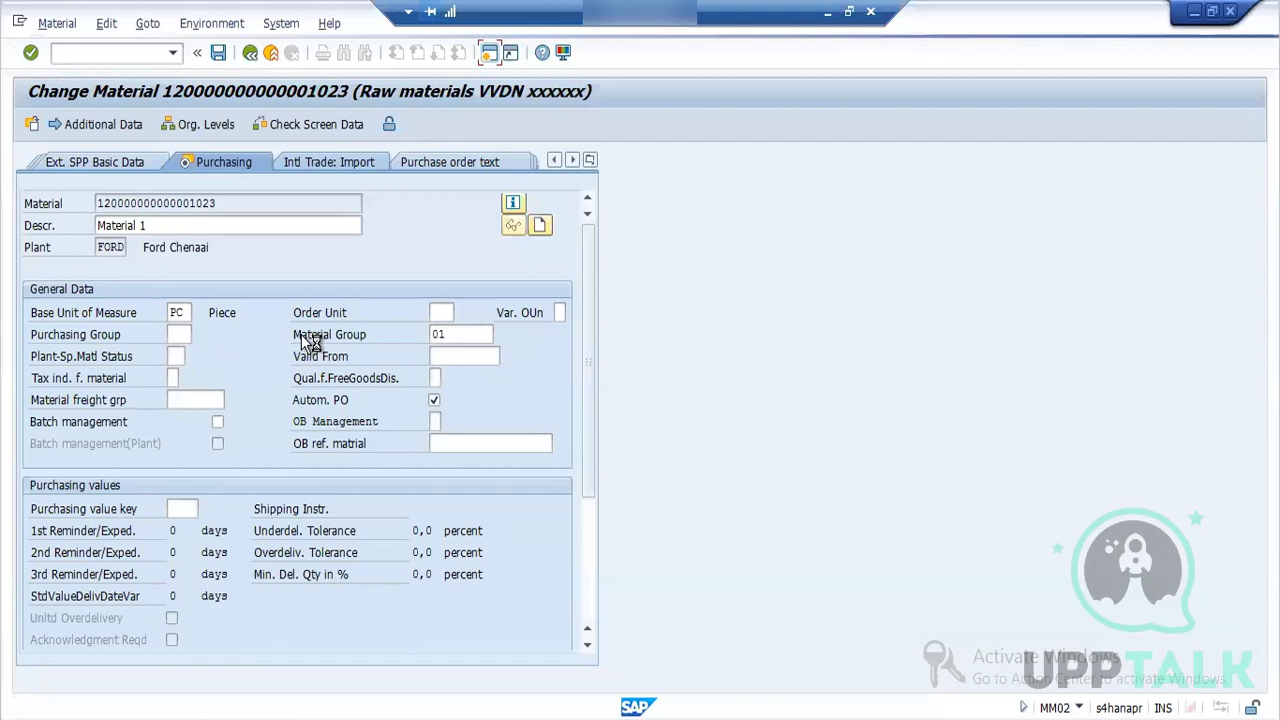 Material Edit Goto Environment System Help
Change Material 120000000000001023 (Raw materials VVDN xxxxxx)
Additional Data Org. Levels Check Screen Data
Ext. SPP Basic Data Purchasing Intl Trade: Import Purchase order text
Material 120000000000001023
Descr. Material 1
Plant FORD Ford Chenaai
General Data
Base Unit of Measure PC Piece Order Unit Var. OUn
Purchasing Group Material Group 01
Plant-Sp.Matl Status Valid From
Tax ind. f. material Qual.f.FreeGoodsDis.
Material freight grp Autom. PO
Batch management OB Management
Batch management(Plant) OB ref. matrial
Purchasing values
Purchasing value key Shipping Instr.
1st Reminder/Exped. 0 days Underdel. Tolerance 0,0 percent
2nd Reminder/Exped. 0 days Overdeliv. Tolerance 0,0 percent
3rd Reminder/Exped. 0 days Min. Del. Qty in % 0,0 percent
StdValueDelivDateVar 0 days
Unltd Overdelivery
Acknowledgment Reqd
Activate Windows
Go to Action Center to activate Windows.
UPPTALK
SAP
MM02 s4hanapr INS